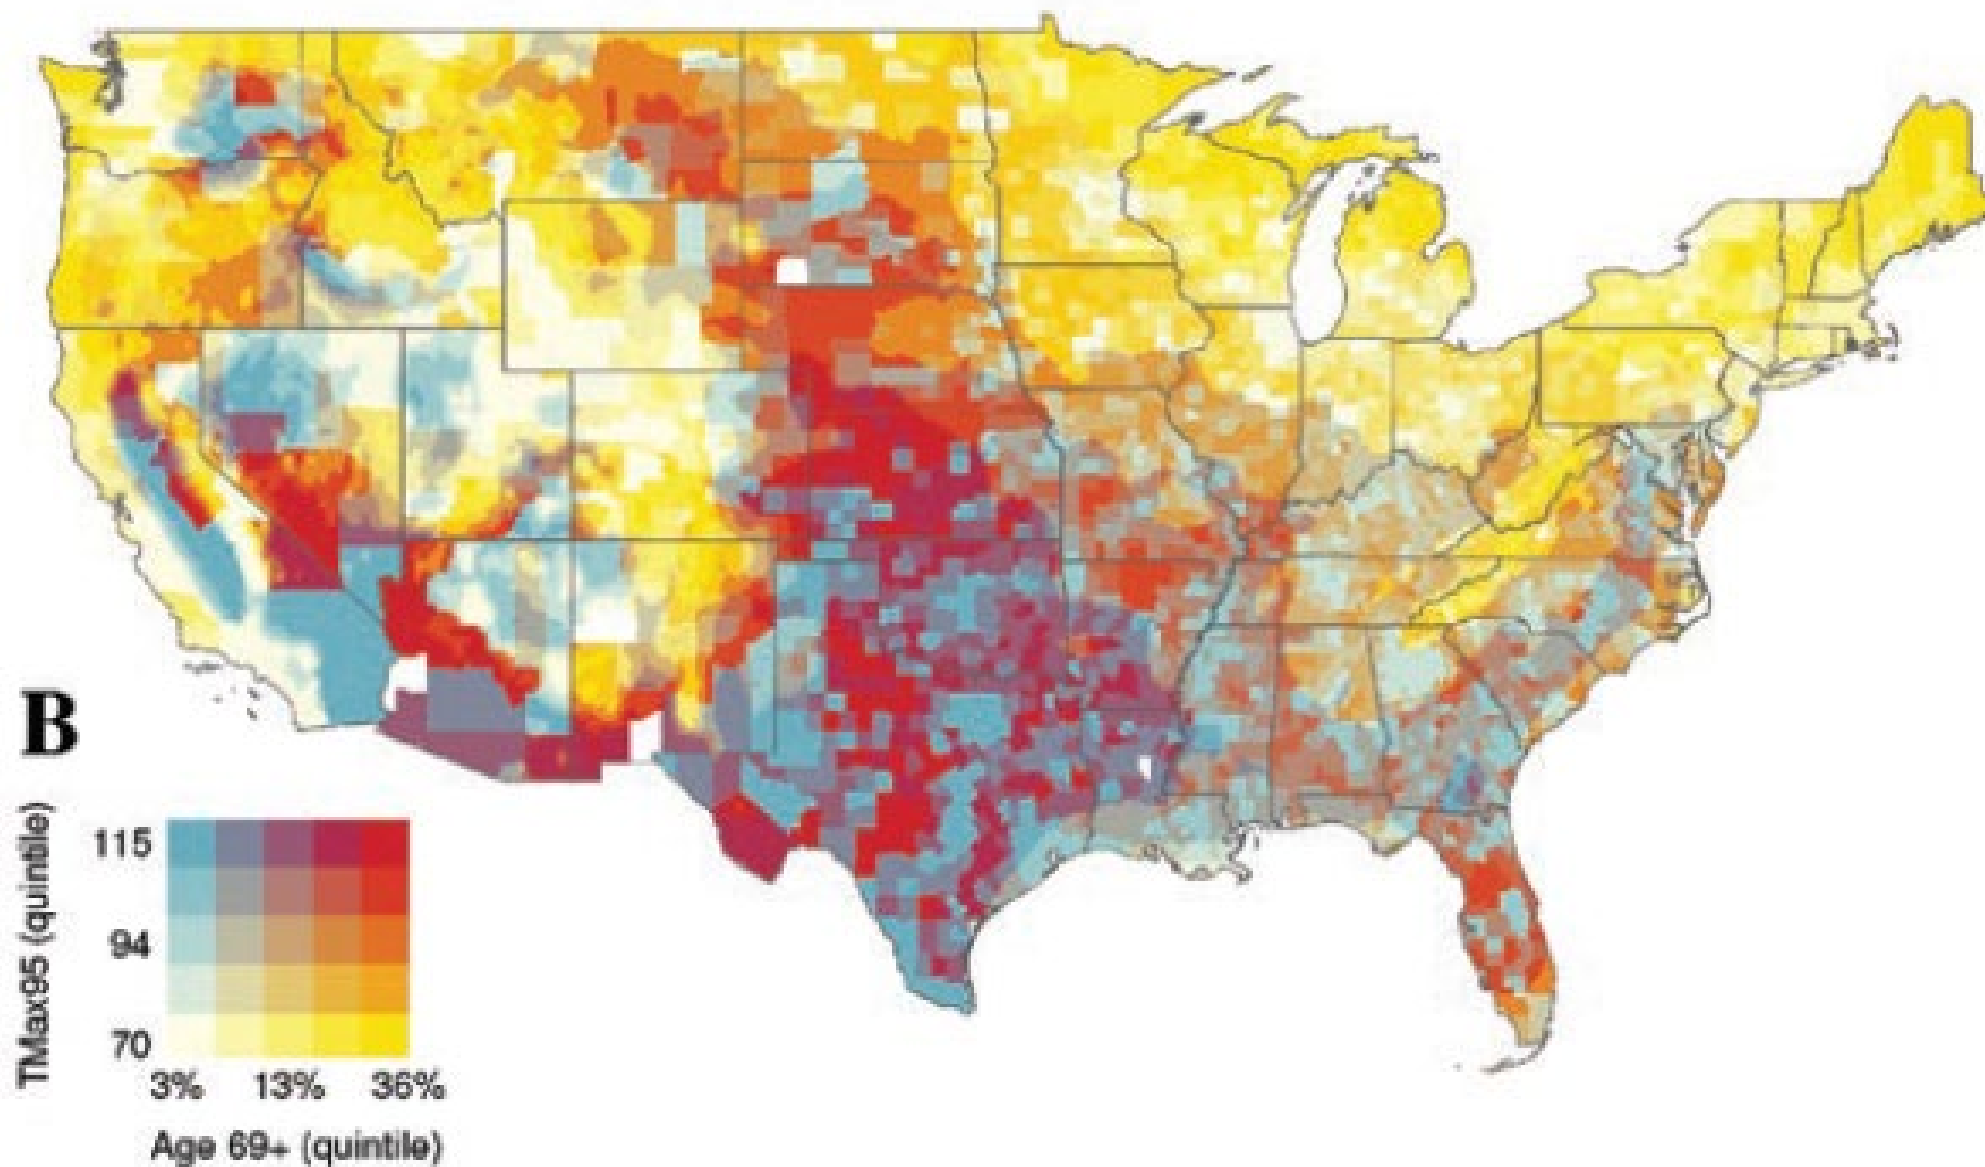 B
TMax95 (quintile)
115
94
70
3% 13% 36%
Age 69+ (quintile)